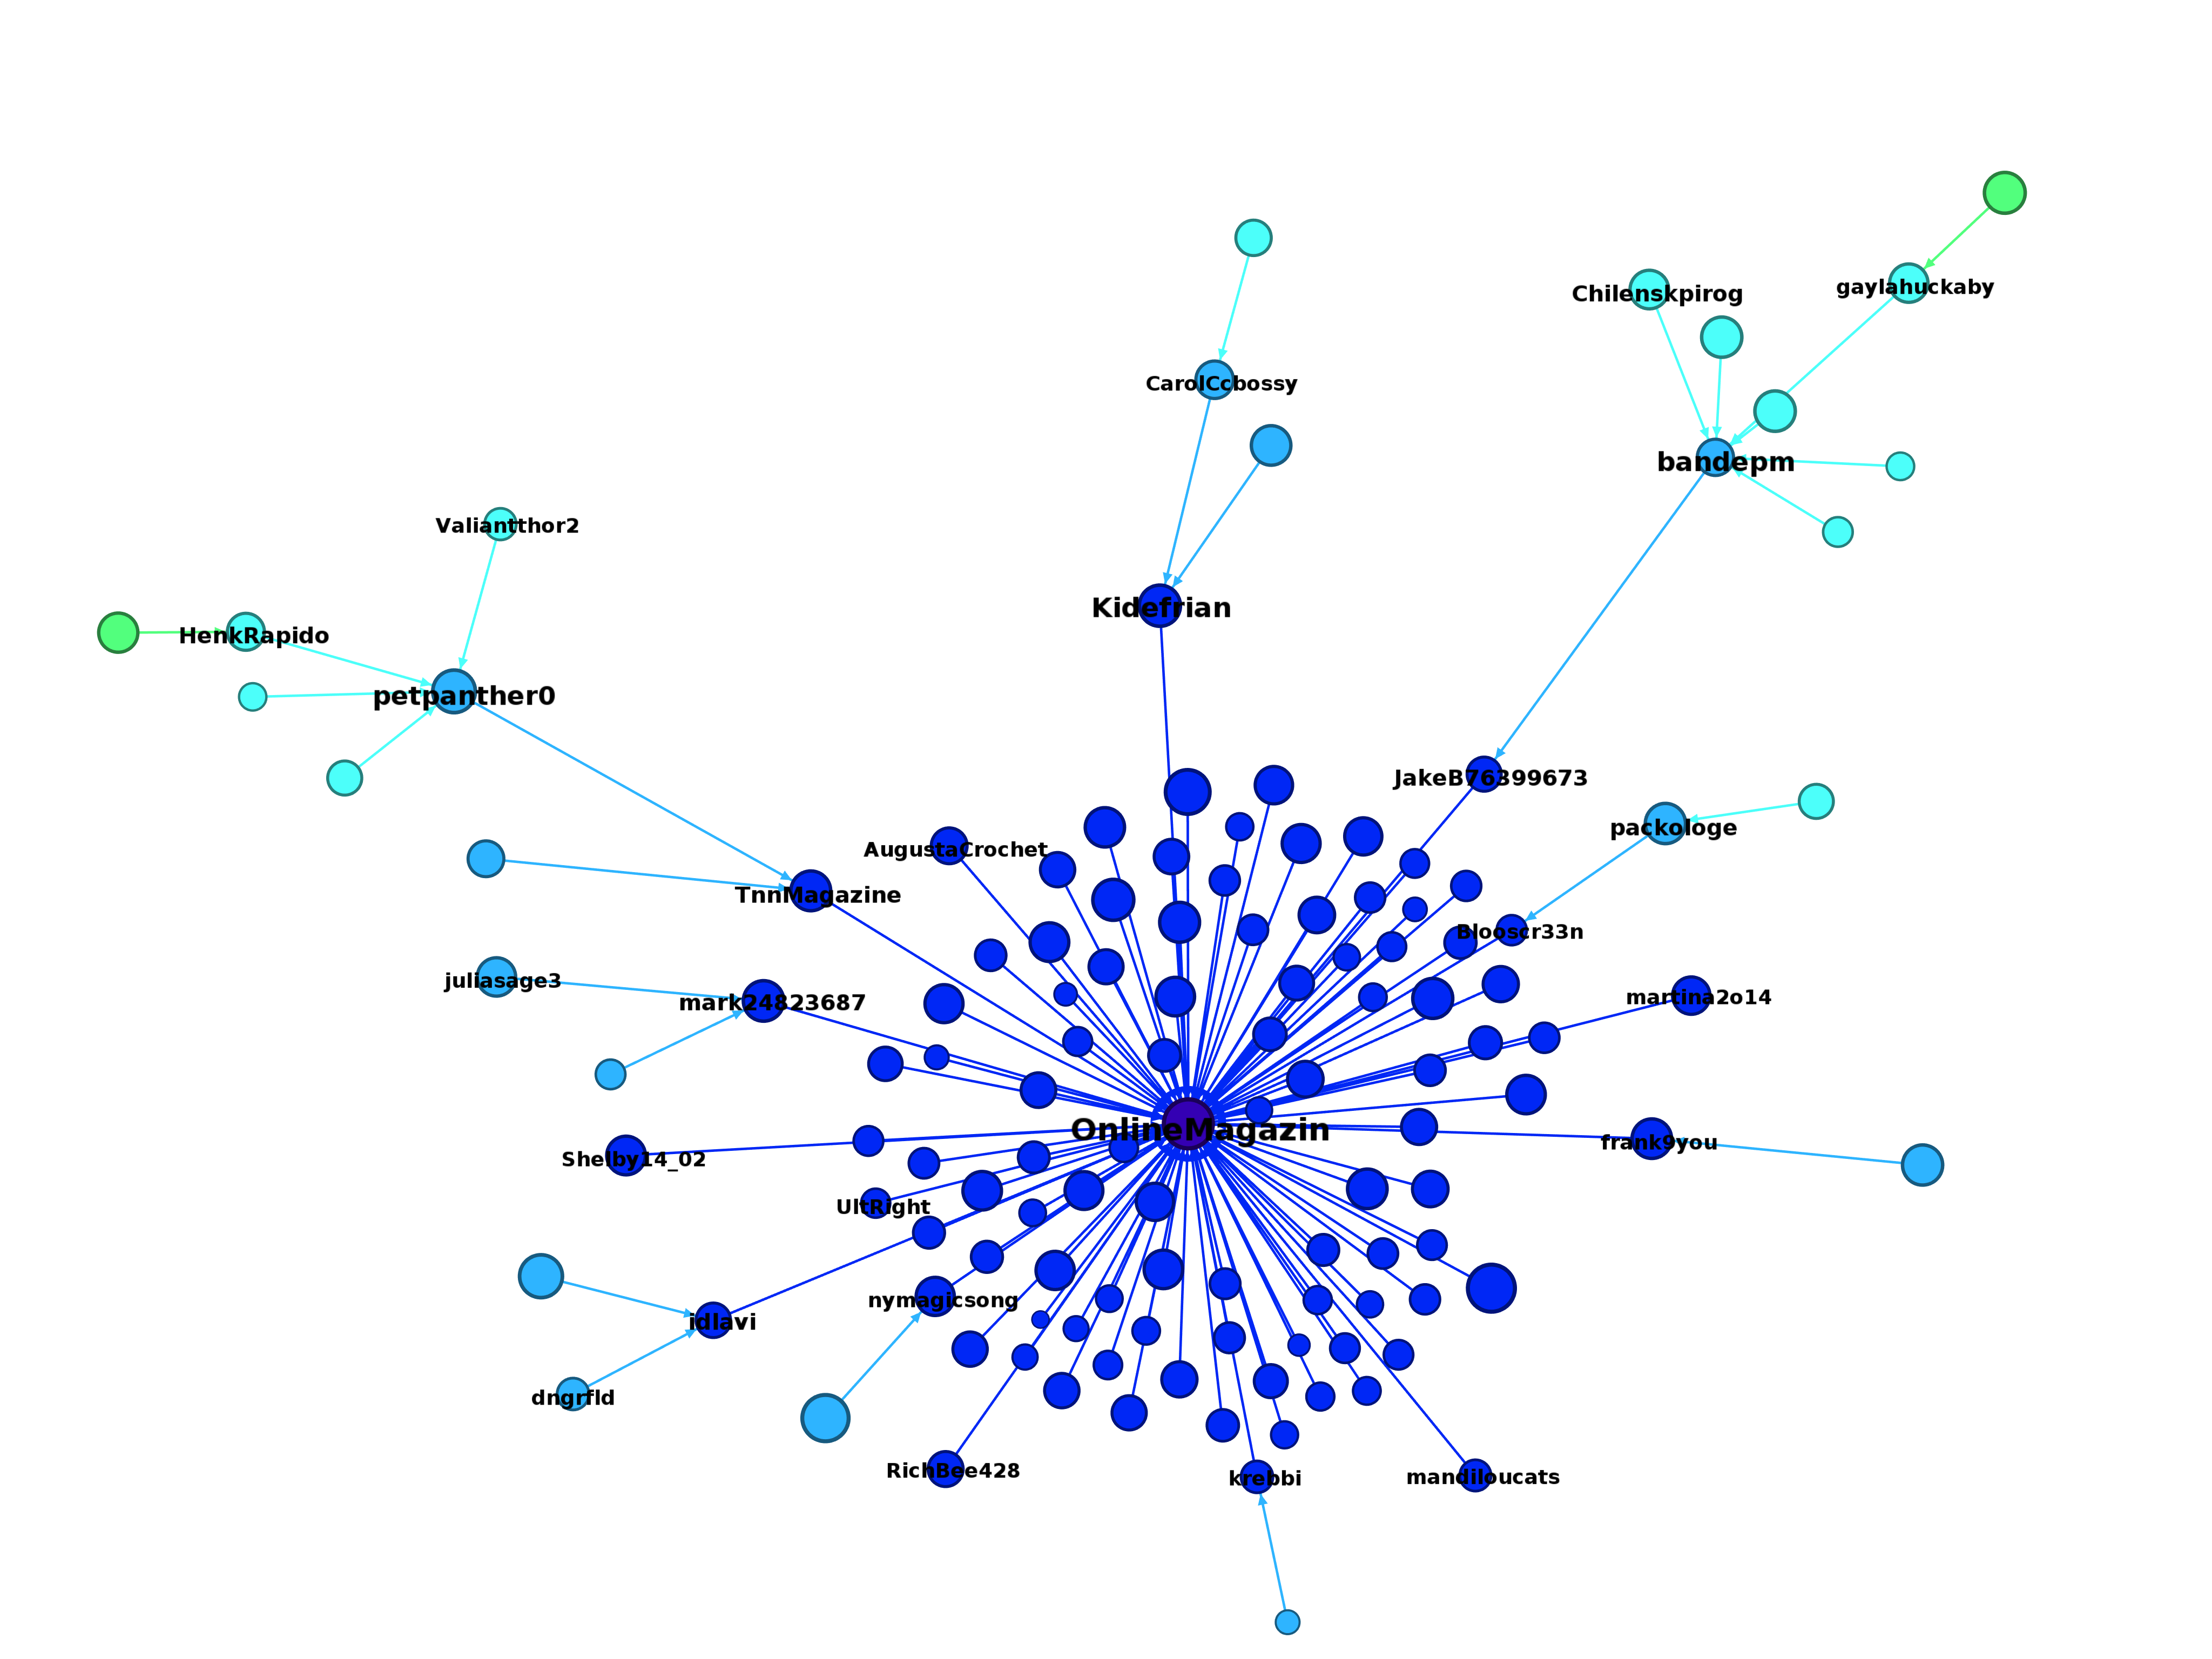 gaylahuckaby
Chilenskpirog
CarolCcbossy
bandepm
Valiantthor2
Kidefrian
HenkRapido
petpanther0
JakeB76399673
packologe
AugustaCrochet
TnnMagazine
Blooscr33n
juliasage3
mark24823687
martina2o14
OnlineMagazin
frank9you
Shelby14_02
UltRight
nymagicsong
idlavi
dngrfld
RichBee428
krebbi
mandiloucats